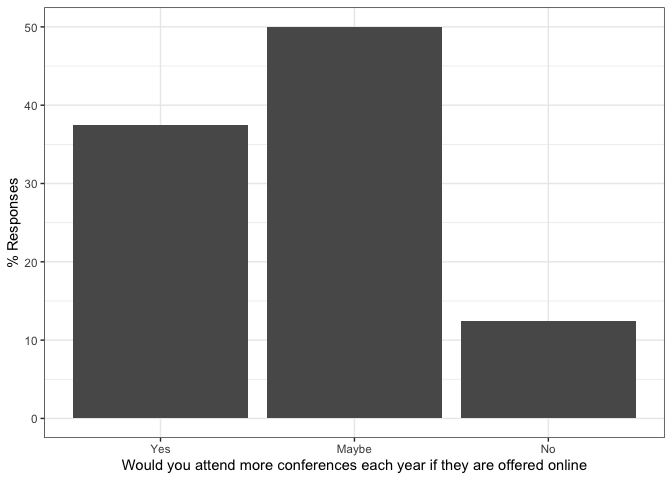 % Responses
50
40
30
20
10
0
Yes Maybe No
Would you attend more conferences each year if they are offered online